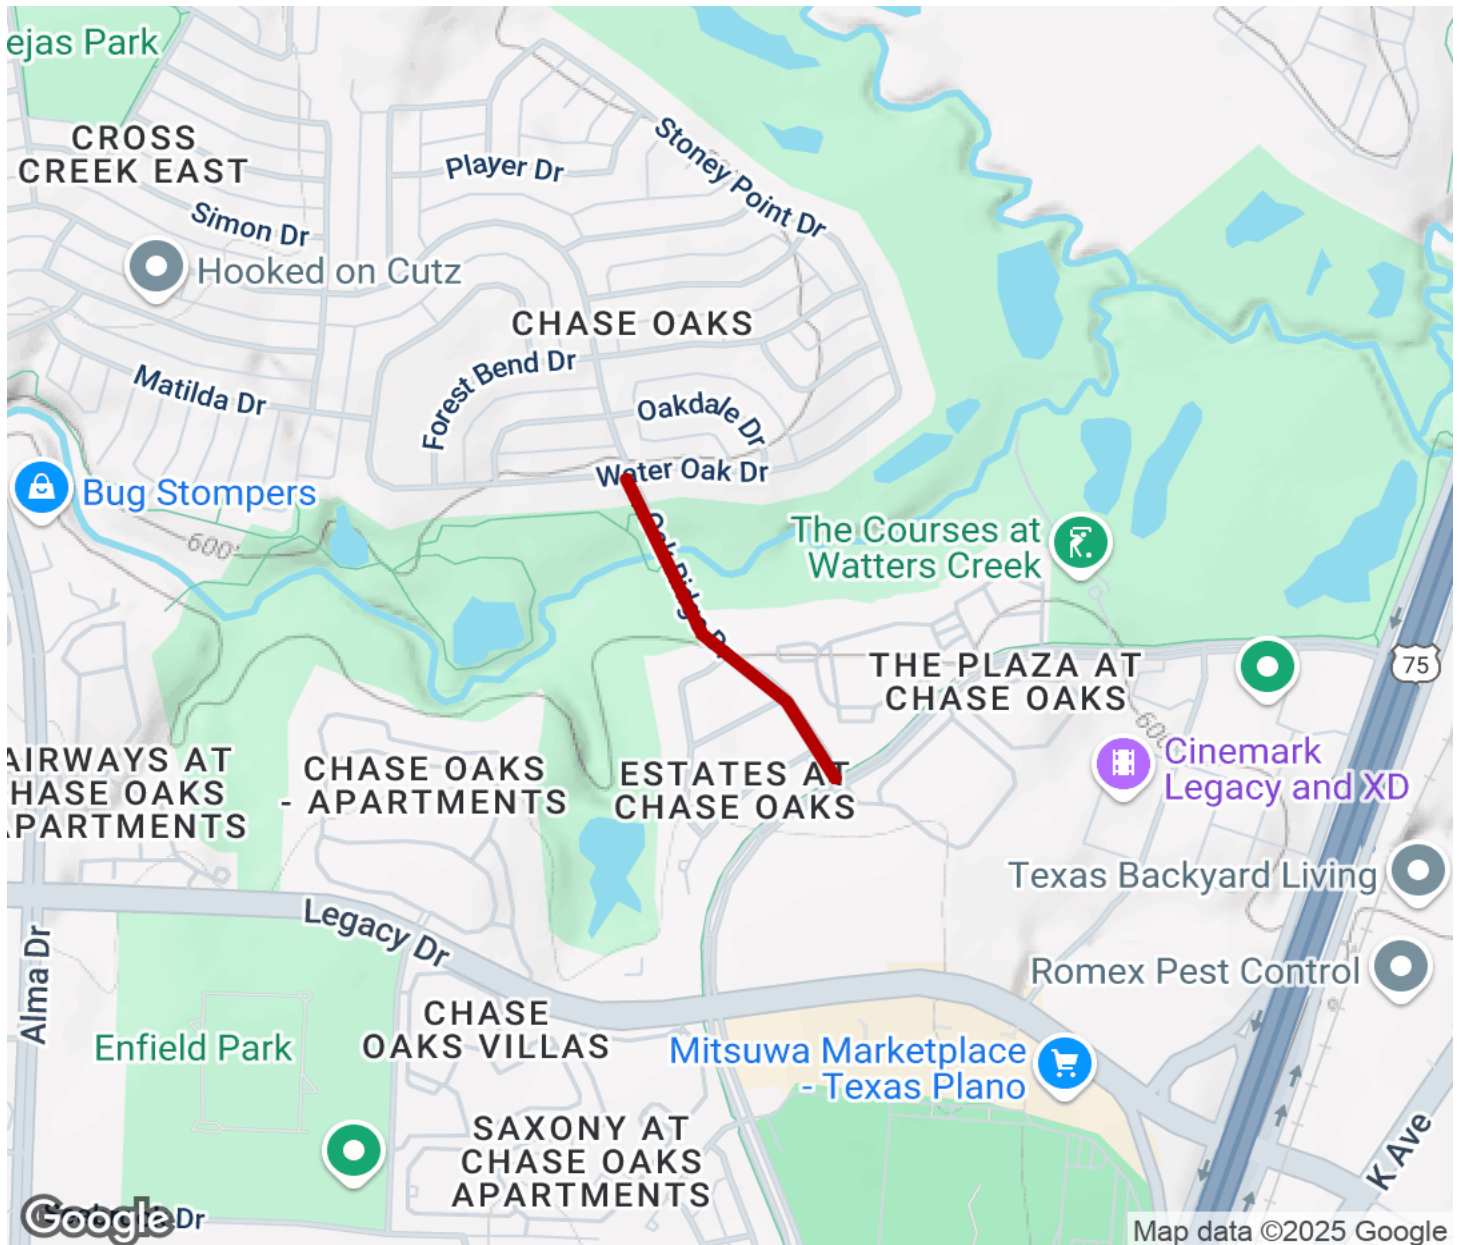 ejas Park
CROSS
CREEK EAST
Player Dr
Stoney Point Dr
Simon Dr
Hooked on Cutz
CHASE OAKS
Forest Bend Dr
Matilda Dr
Oakdale Dr
Water Oak Dr
Bug Stompers
600'
The Courses at
Watters Creek
THE PLAZA AT
CHASE OAKS
75
600
AIRWAYS AT
HASE OAKS
APARTMENTS
CHASE OAKS
- APARTMENTS
ESTATES AT
CHASE OAKS
Cinemark
Legacy and XD
Texas Backyard Living
Legacy Dr
Alma Dr
Romex Pest Control
CHASE
OAKS VILLAS
Enfield Park
Mitsuwa Marketplace
- Texas Plano
SAXONY AT
CHASE OAKS
APARTMENTS
K Ave
Google
Dr
Map data ©2025 Google